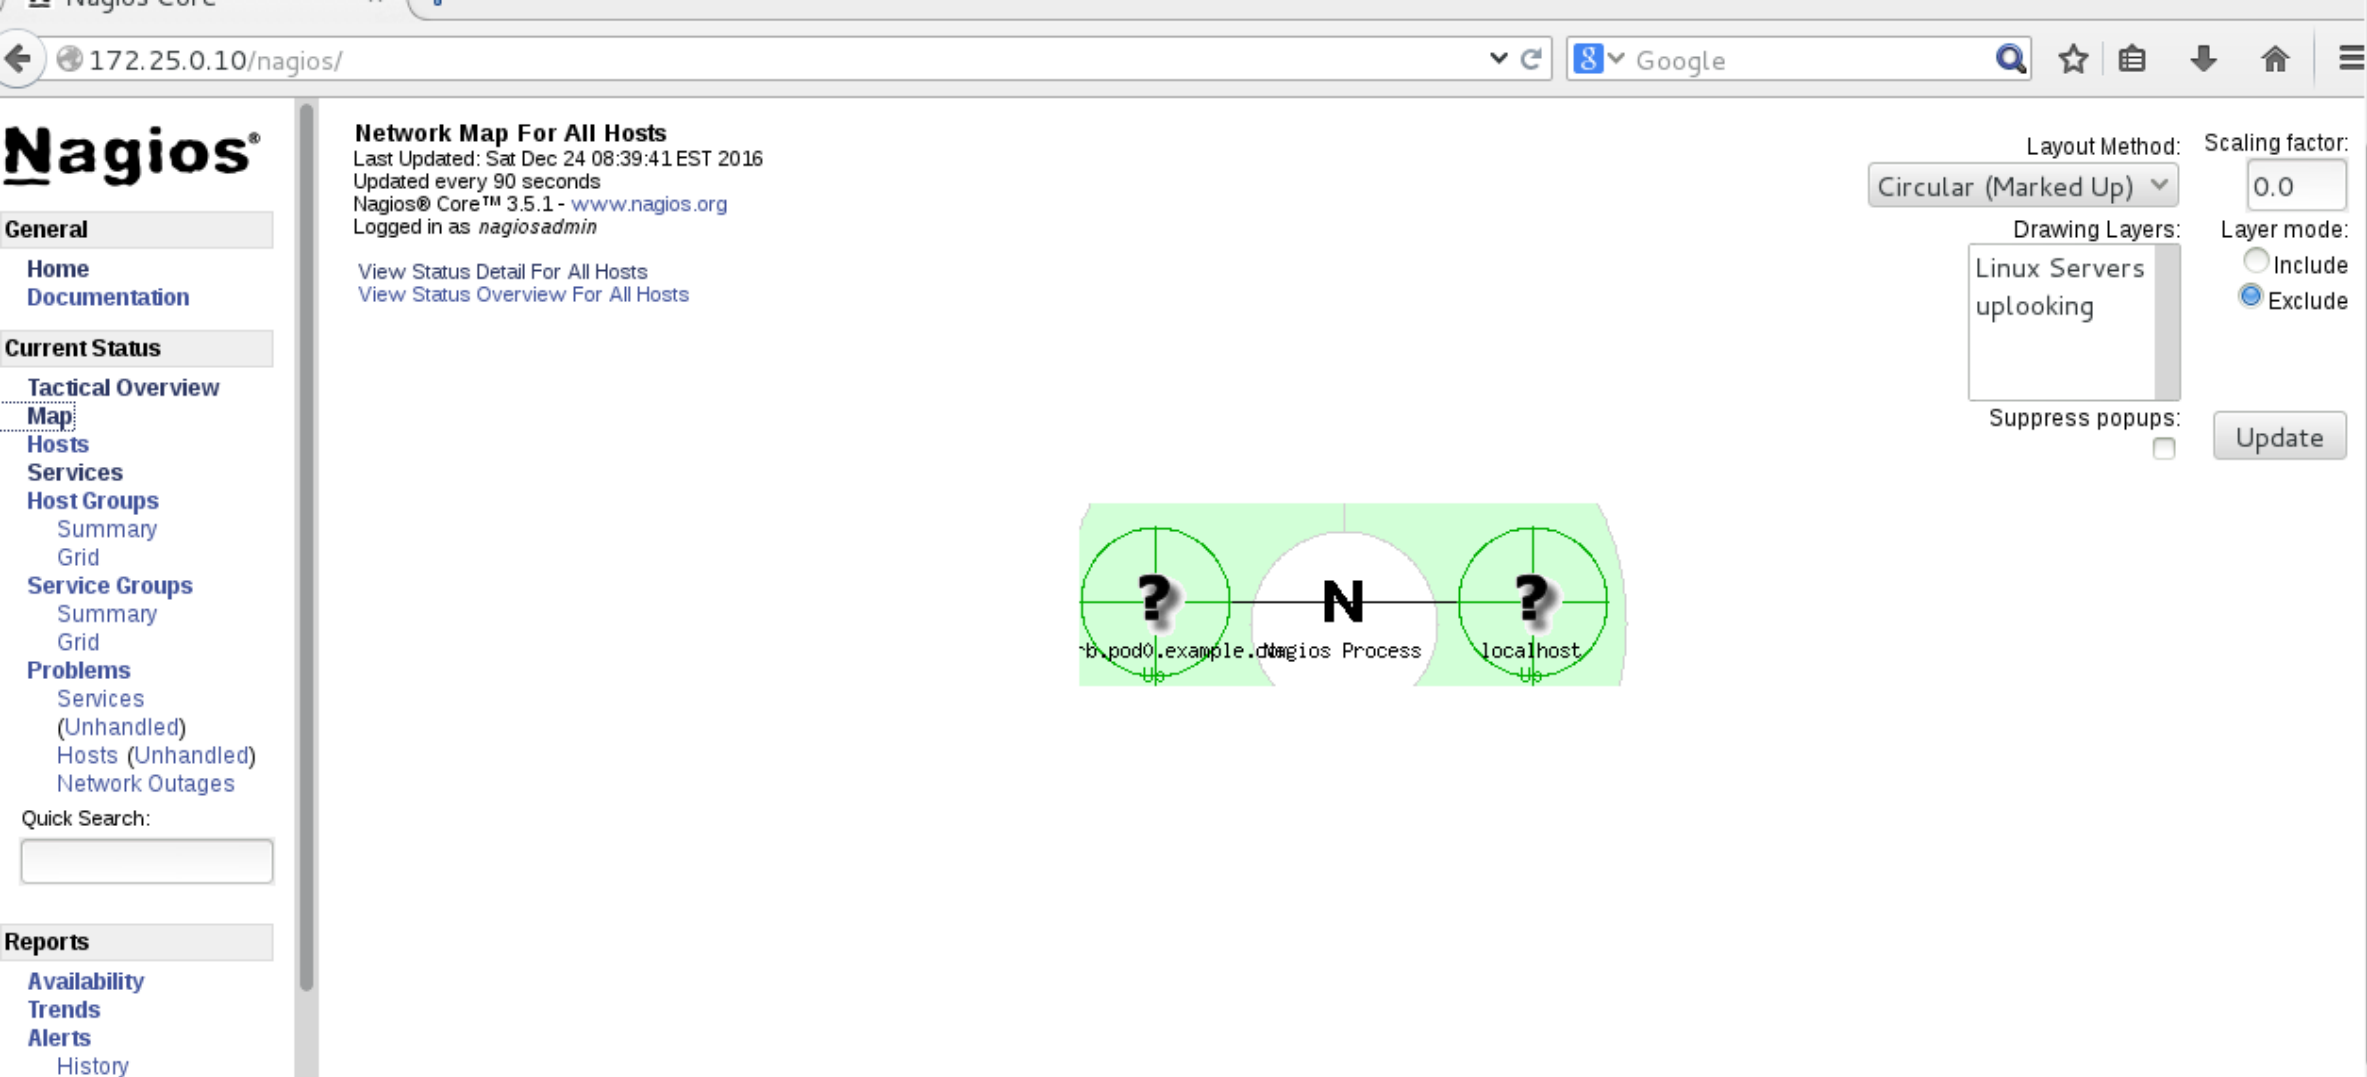 Nagios Core
172.25.0.10/nagios/
Google
Nagios®
General
Home
Documentation
Current Status
Tactical Overview
Map
Hosts
Services
Host Groups
Summary
Grid
Service Groups
Summary
Grid
Problems
Services
(Unhandled)
Hosts (Unhandled)
Network Outages
Quick Search:
Reports
Availability
Trends
Alerts
History
Network Map For All Hosts
Last Updated: Sat Dec 24 08:39:41 EST 2016
Updated every 90 seconds
Nagios® Core™ 3.5.1 - www.nagios.org
Logged in as nagiosadmin
View Status Detail For All Hosts
View Status Overview For All Hosts
Layout Method:
Circular (Marked Up)
Scaling factor:
0.0
Drawing Layers:
Linux Servers
uplooking
Layer mode:
Include
Exclude
Suppress popups:
Update
? N ?
b.pod0.example.com Nagios Process localhost
Up Up